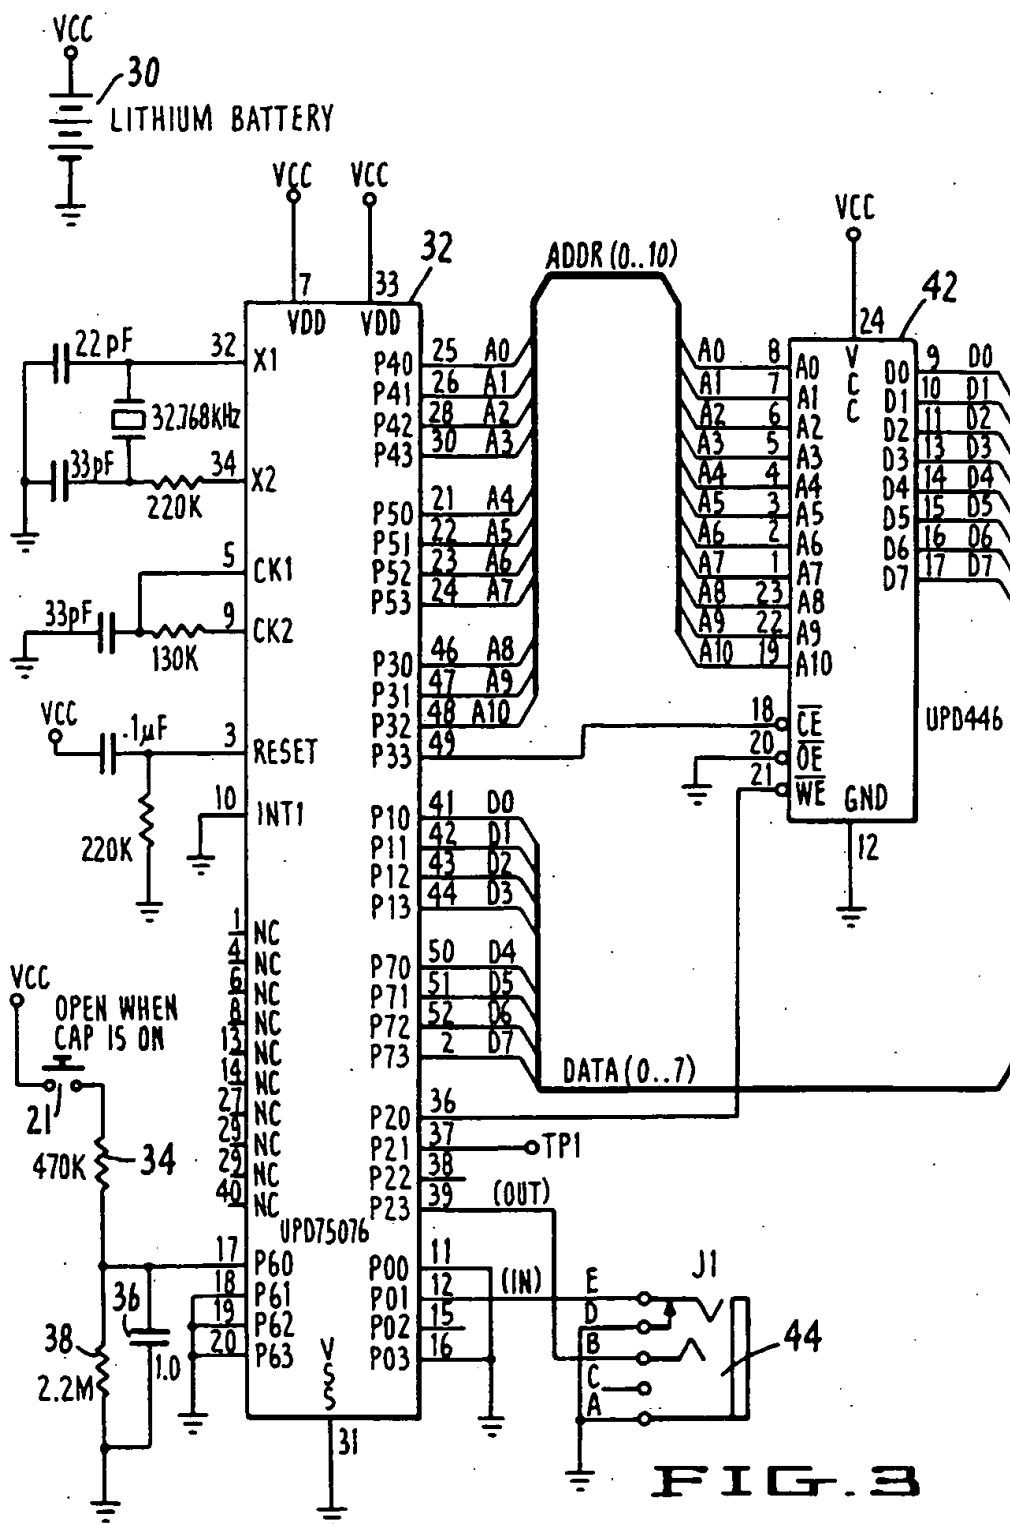 VCC
30
LITHIUM BATTERY
VCC
VCC
7
33
32
VDD
VDD
ADDR (0..10)
VCC
24
42
22pF
32
X1
32.768KHz
33pF
34
X2
220K
5
CK1
33pF
9
CK2
130K
VCC
.1µF
3
RESET
220K
10
INT1
1 NC
4 NC
6 NC
8 NC
13 NC
14 NC
27 NC
29 NC
29 NC
40 NC
VCC
OPEN WHEN
CAP IS ON
21
470K
34
UPD75076
17 P60
18 P61
19 P62
20 P63
36
38
1.0
2.2M
V
S
S
31
P40 25 A0
P41 26 A1
P42 28 A2
P43 30 A3
P50 21 A4
P51 22 A5
P52 23 A6
P53 24 A7
P30 46 A8
P31 47 A9
P32 48 A10
P33 49
P10 41 D0
P11 42 D1
P12 43 D2
P13 44 D3
P70 50 D4
P71 51 D5
P72 52 D6
P73 2 D7
DATA (0..7)
P20 36
P21 37 TP1
P22 38
P23 39 (OUT)
P00 11
P01 12 (IN)
P02 15
P03 16
A0 8 A0
A1 7 A1
A2 6 A2
A3 5 A3
A4 4 A4
A5 3 A5
A6 2 A6
A7 1 A7
A8 23 A8
A9 22 A9
A10 19 A10
18 CE
20 OE
21 WE
V
C
C
D0 9 D0
D1 10 D1
D2 11 D2
D3 13 D3
D4 14 D4
D5 15 D5
D6 16 D6
D7 17 D7
UPD446
GND
12
J1
E
D
B
C
A
44
FIG. 3